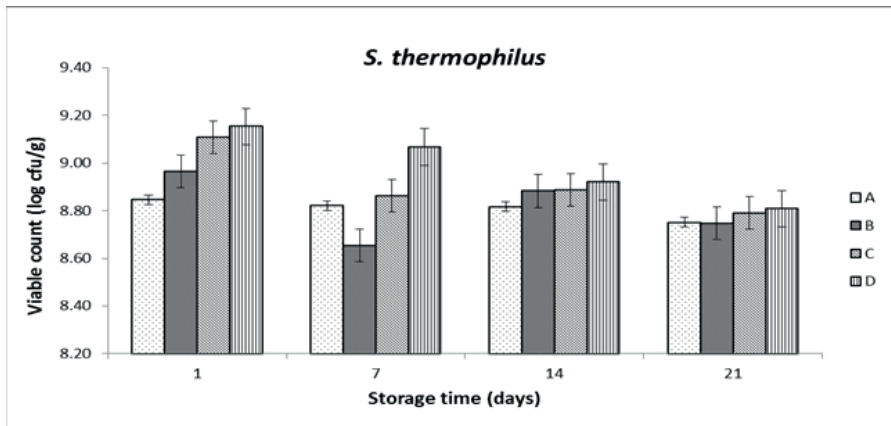 S. thermophilus
9.40
9.20
9.00
8.80
8.60
8.40
8.20
Viable count (log cfu/g)
1 7 14 21
Storage time (days)
A
B
C
D